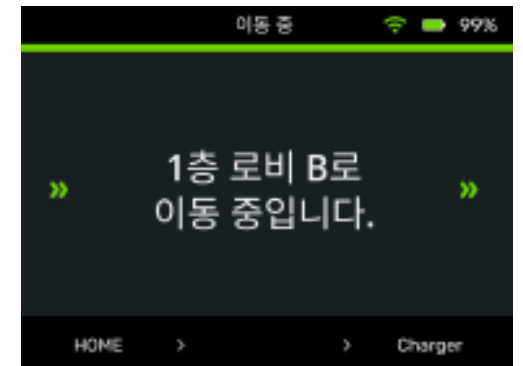 이동 중 99%
» 1층 로비 B로 »
이동 중입니다.
HOME > > Charger